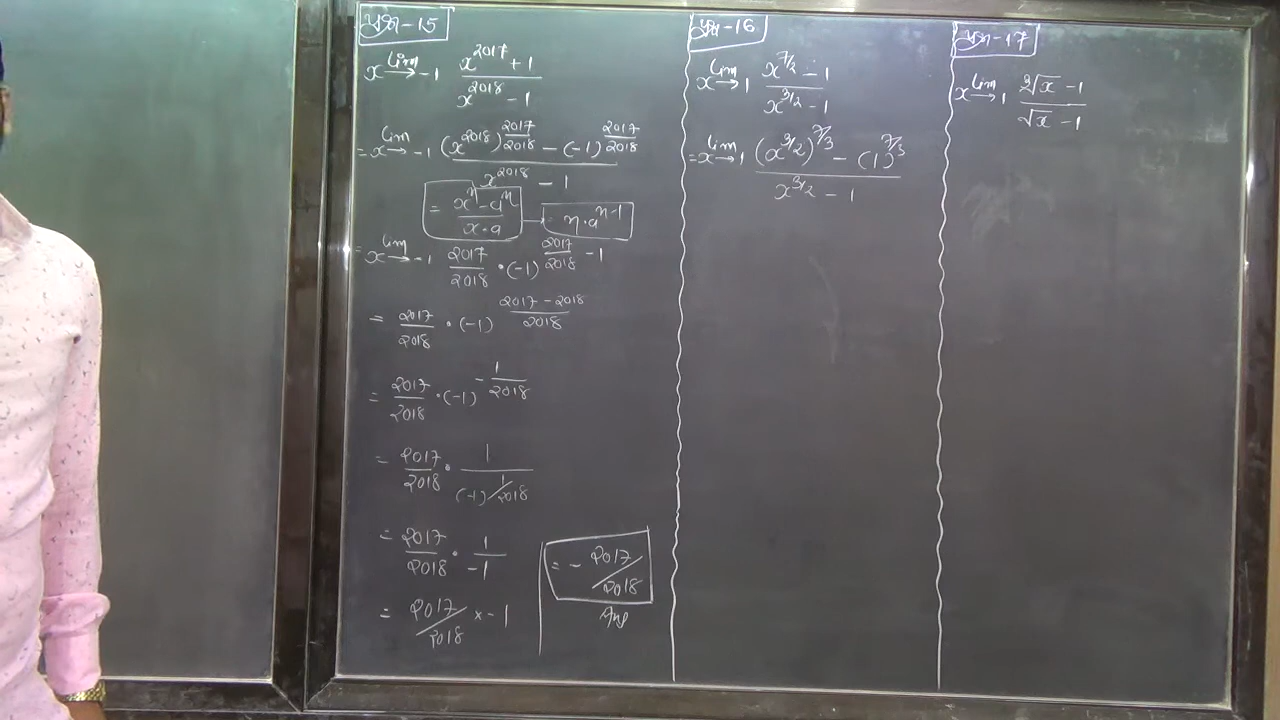 प्रश्न-15
lim x→-1 (x^2017 + 1)/(x^2018 - 1)
= lim x→-1 ((x^2018)^(2017/2018) - (-1)^(2017/2018))/(x^2018 - 1)
= (x^n - a^n)/(x - a) → n·a^(n-1)
= lim x→-1 2017/2018 · (-1)^(2017/2018 - 1)
= 2017/2018 · (-1)^((2017 - 2018)/2018)
= 2017/2018 · (-1)^(-1/2018)
= 2017/2018 · 1/((-1)^(1/2018))
= 2017/2018 · 1/-1
= 2017/2018 × -1
= - 2017/2018
Ans
प्रश्न-16
lim x→1 (x^(7/2) - 1)/(x^(3/2) - 1)
= lim x→1 ((x^(3/2))^(7/3) - (1)^(7/3))/(x^(3/2) - 1)
प्रश्न-17
lim x→1 (∛x - 1)/(√x - 1)